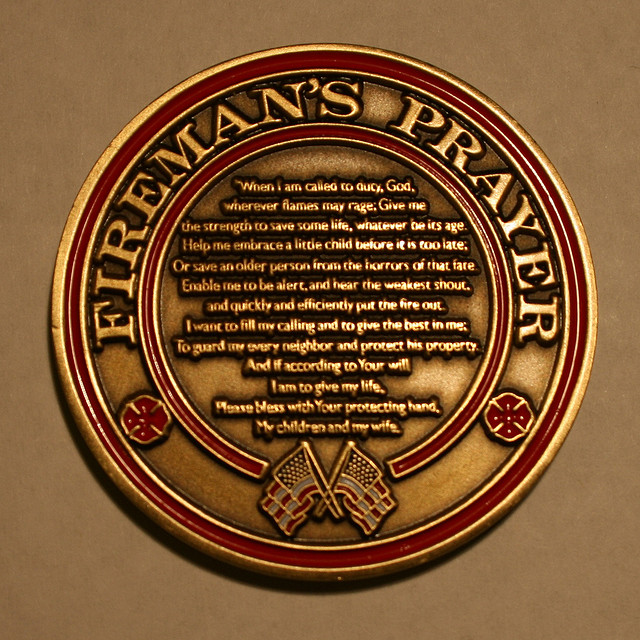 FIREMAN'S PRAYER
"When I am called to duty, God,
wherever flames may rage; Give me
the strength to save some life, whatever be its age.
Help me embrace a little child before it is too late;
Or save an older person from the horrors of that fate.
Enable me to be alert, and hear the weakest shout,
and quickly and efficiently put the fire out.
I want to fill my calling and to give the best in me;
To guard my every neighbor and protect his property.
And if according to Your will
I am to give my life,
Please bless with Your protecting hand,
My children and my wife.